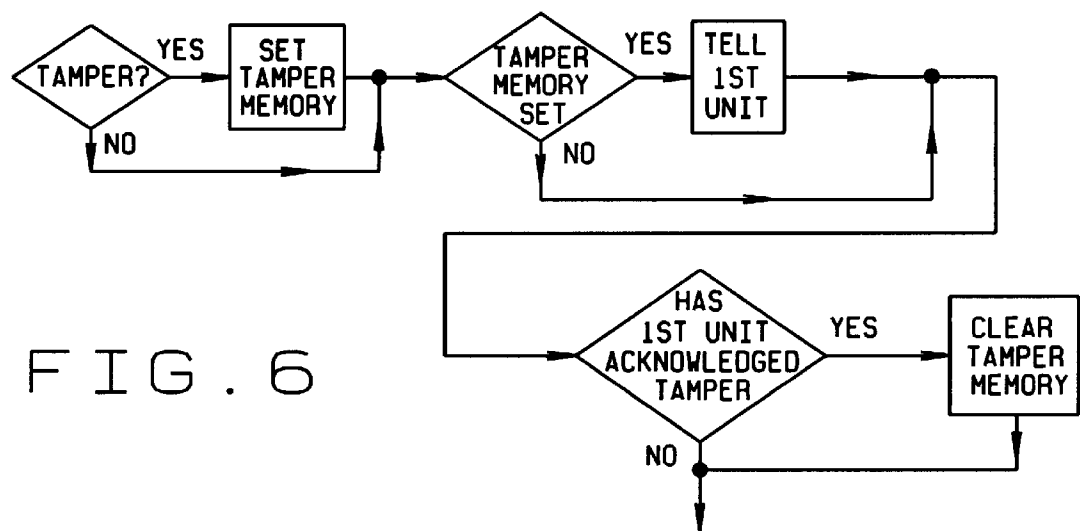 TAMPER?
YES
NO
SET
TAMPER
MEMORY
TAMPER
MEMORY
SET
YES
NO
TELL
1ST
UNIT
HAS
1ST UNIT
ACKNOWLEDGED
TAMPER
YES
NO
CLEAR
TAMPER
MEMORY
FIG.6